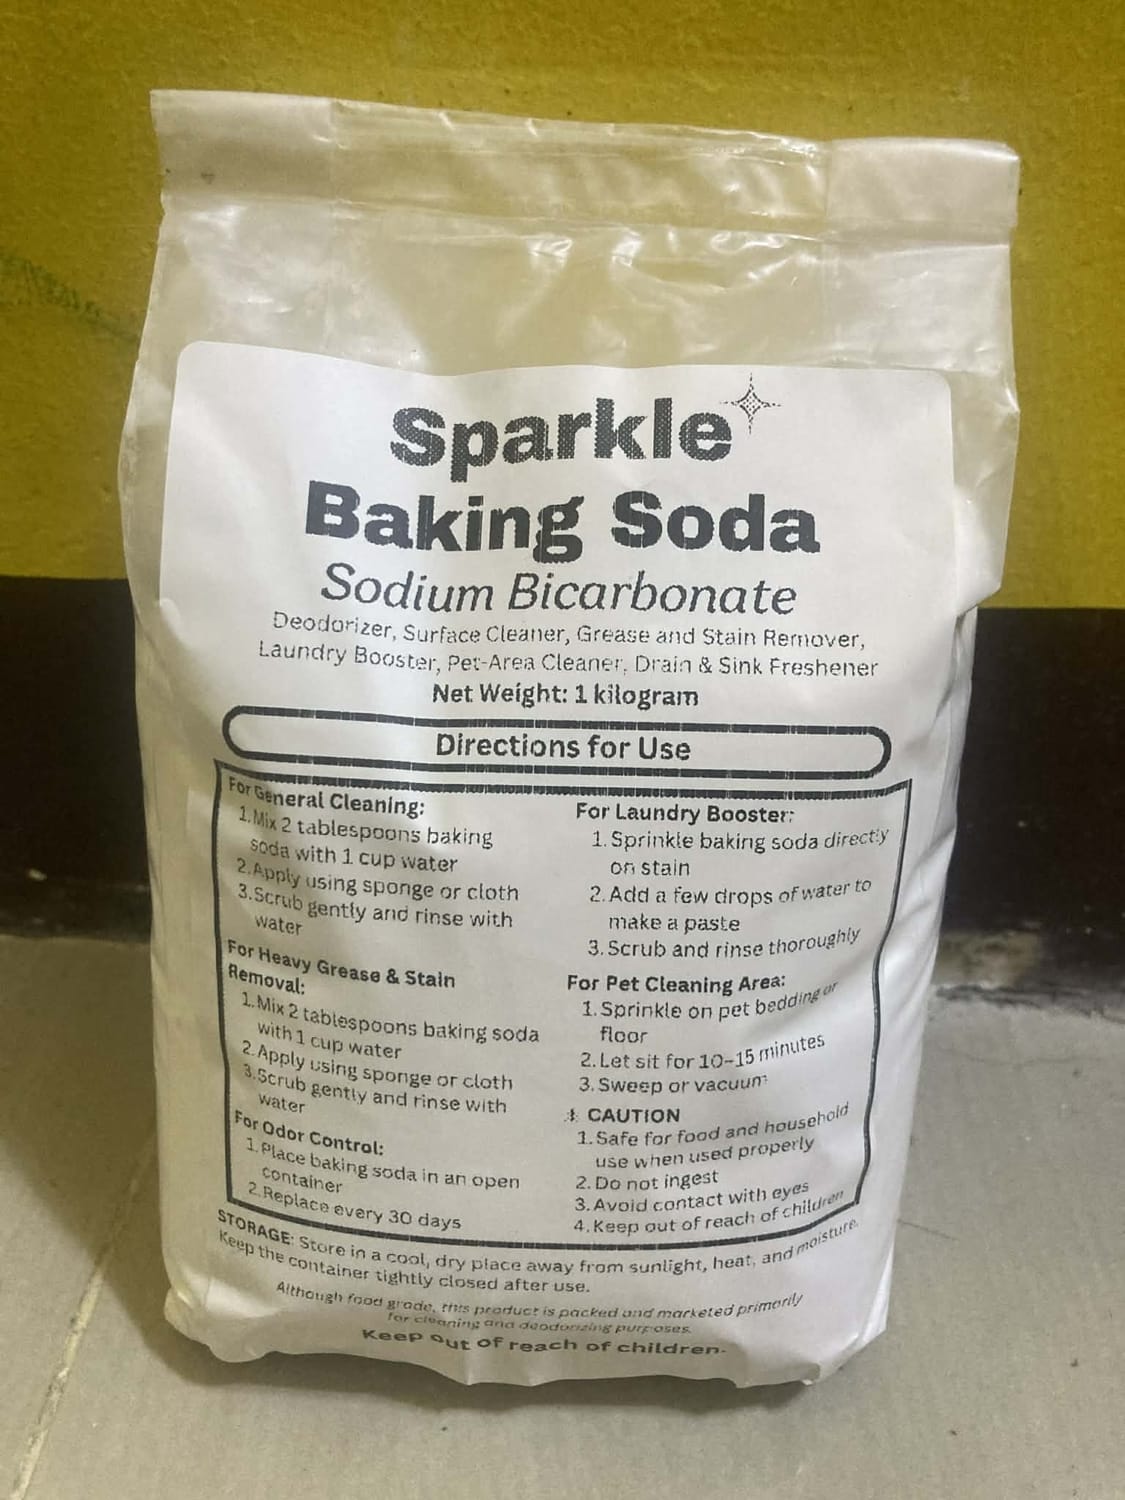 Sparkle
Baking Soda
Sodium Bicarbonate
Deodorizer, Surface Cleaner, Grease and Stain Remover,
Laundry Booster, Pet-Area Cleaner, Drain & Sink Freshener
Net Weight: 1 kilogram
Directions for Use
For General Cleaning:
1. Mix 2 tablespoons baking
soda with 1 cup water
2. Apply using sponge or cloth
3. Scrub gently and rinse with
water
For Heavy Grease & Stain
Removal:
1. Mix 2 tablespoons baking soda
with 1 cup water
2. Apply using sponge or cloth
3. Scrub gently and rinse with
water
For Odor Control:
1. Place baking soda in an open
container
2. Replace every 30 days
For Laundry Booster:
1. Sprinkle baking soda directly
on stain
2. Add a few drops of water to
make a paste
3. Scrub and rinse thoroughly
For Pet Cleaning Area:
1. Sprinkle on pet bedding or
floor
2. Let sit for 10-15 minutes
3. Sweep or vacuum
CAUTION
1. Safe for food and household
use when used properly
2. Do not ingest
3. Avoid contact with eyes
4. Keep out of reach of children
STORAGE: Store in a cool, dry place away from sunlight, heat, and moisture.
Keep the container tightly closed after use.
Although food grade, this product is packed and marketed primarily
for cleaning and deodorizing purposes.
Keep out of reach of children.